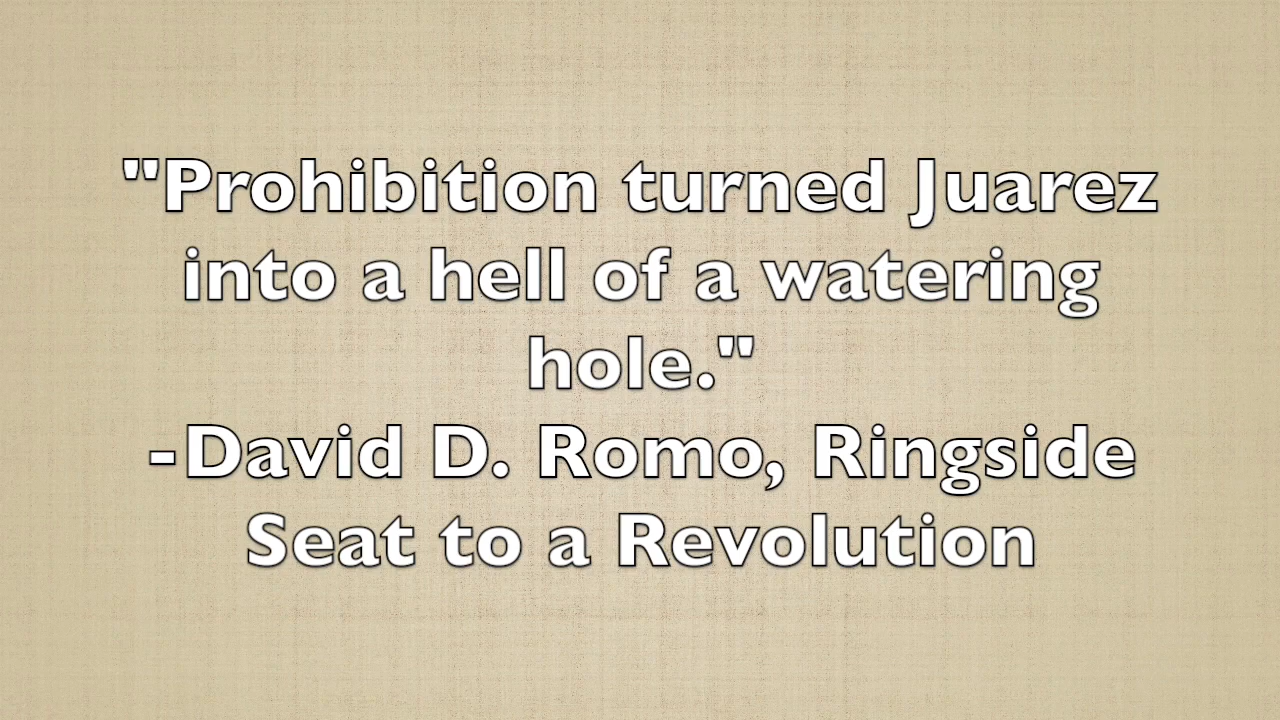 "Prohibition turned Juarez
into a hell of a watering
hole."
-David D. Romo, Ringside
Seat to a Revolution